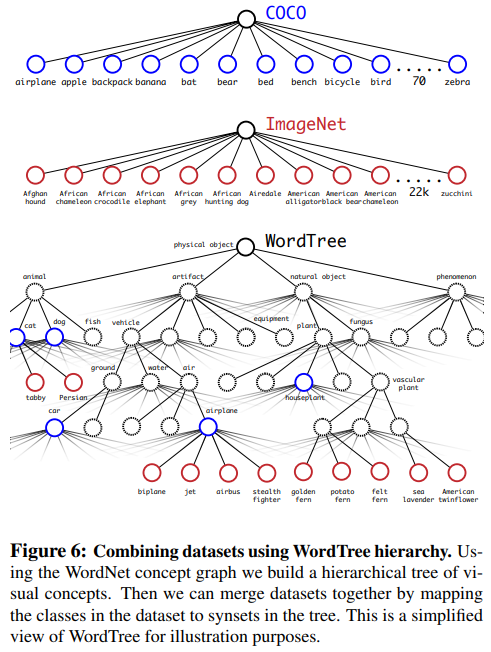 COCO
airplane apple backpack banana bat bear bed bench bicycle bird 70 zebra
ImageNet
Afghan hound African chameleon African crocodile African elephant African grey African hunting dog Airedale American alligator American black bear American chameleon 22k zucchini
WordTree
physical object
animal artifact natural object phenomenon
cat dog fish vehicle equipment plant fungus
ground water air
tabby Persian houseplant vascular plant
car airplane
biplane jet airbus stealth fighter golden fern potato fern felt fern sea lavender American twinflower
Figure 6: Combining datasets using WordTree hierarchy. Us-
ing the WordNet concept graph we build a hierarchical tree of vi-
sual concepts. Then we can merge datasets together by mapping
the classes in the dataset to synsets in the tree. This is a simplified
view of WordTree for illustration purposes.